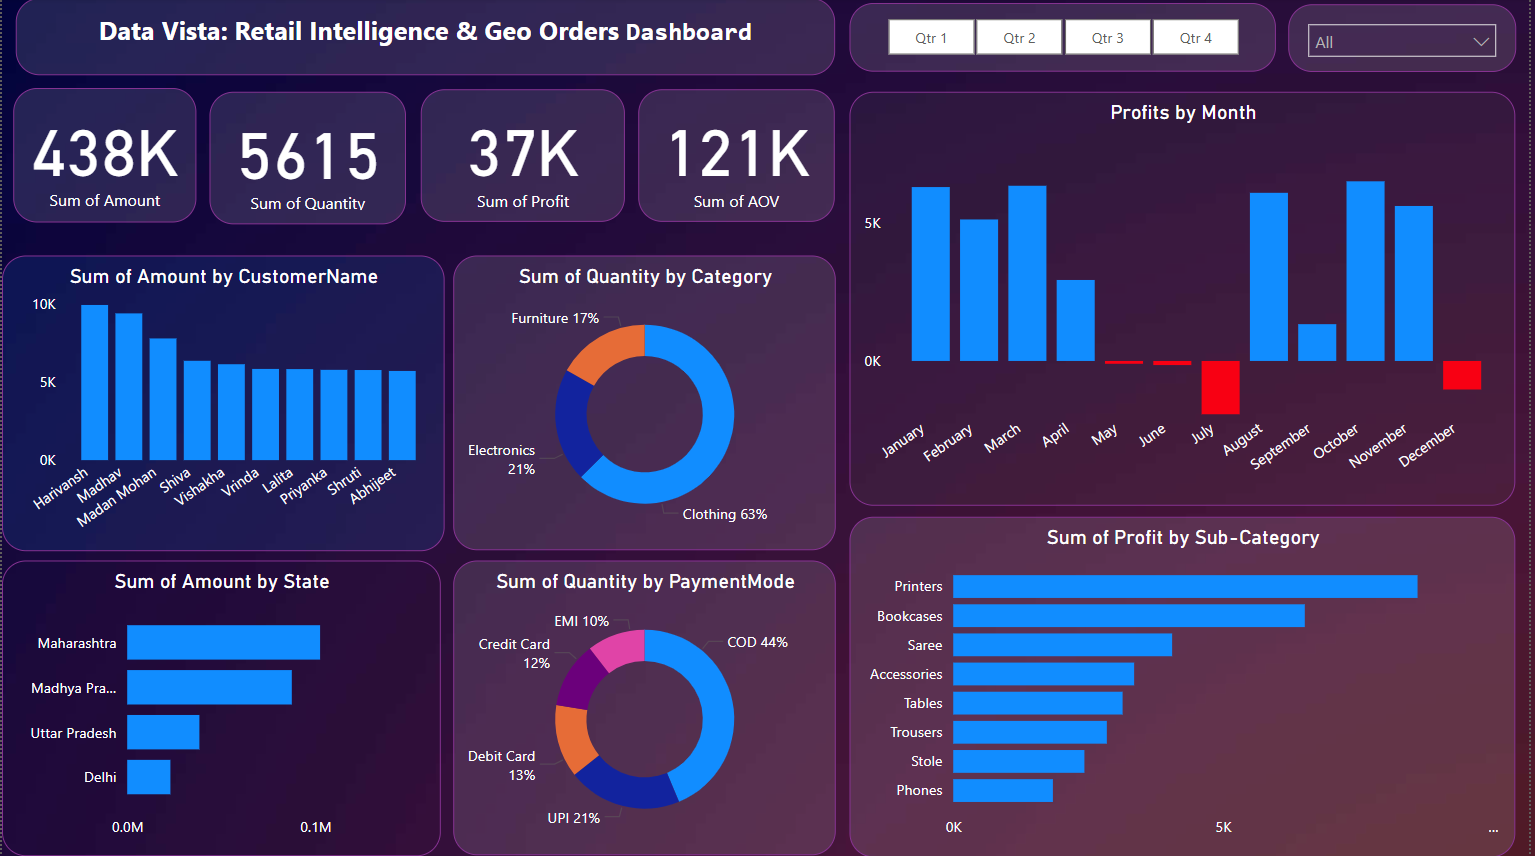 Data Vista: Retail Intelligence & Geo Orders Dashboard
Qtr 1
Qtr 2
Qtr 3
Qtr 4
All
438K
Sum of Amount
5615
Sum of Quantity
37K
Sum of Profit
121K
Sum of AOV
Profits by Month
5K
0K
January
February
March
April
May
June
July
August
September
October
November
December
Sum of Amount by CustomerName
10K
5K
0K
Harivansh
Madhav
Madan Mohan
Shiva
Vishakha
Vrinda
Lalita
Priyanka
Shruti
Abhijeet
Sum of Quantity by Category
Furniture 17%
Electronics
21%
Clothing 63%
Sum of Amount by State
Maharashtra
Madhya Pra...
Uttar Pradesh
Delhi
0.0M
0.1M
Sum of Quantity by PaymentMode
EMI 10%
COD 44%
Credit Card
12%
Debit Card
13%
UPI 21%
Sum of Profit by Sub-Category
Printers
Bookcases
Saree
Accessories
Tables
Trousers
Stole
Phones
0K
5K
...